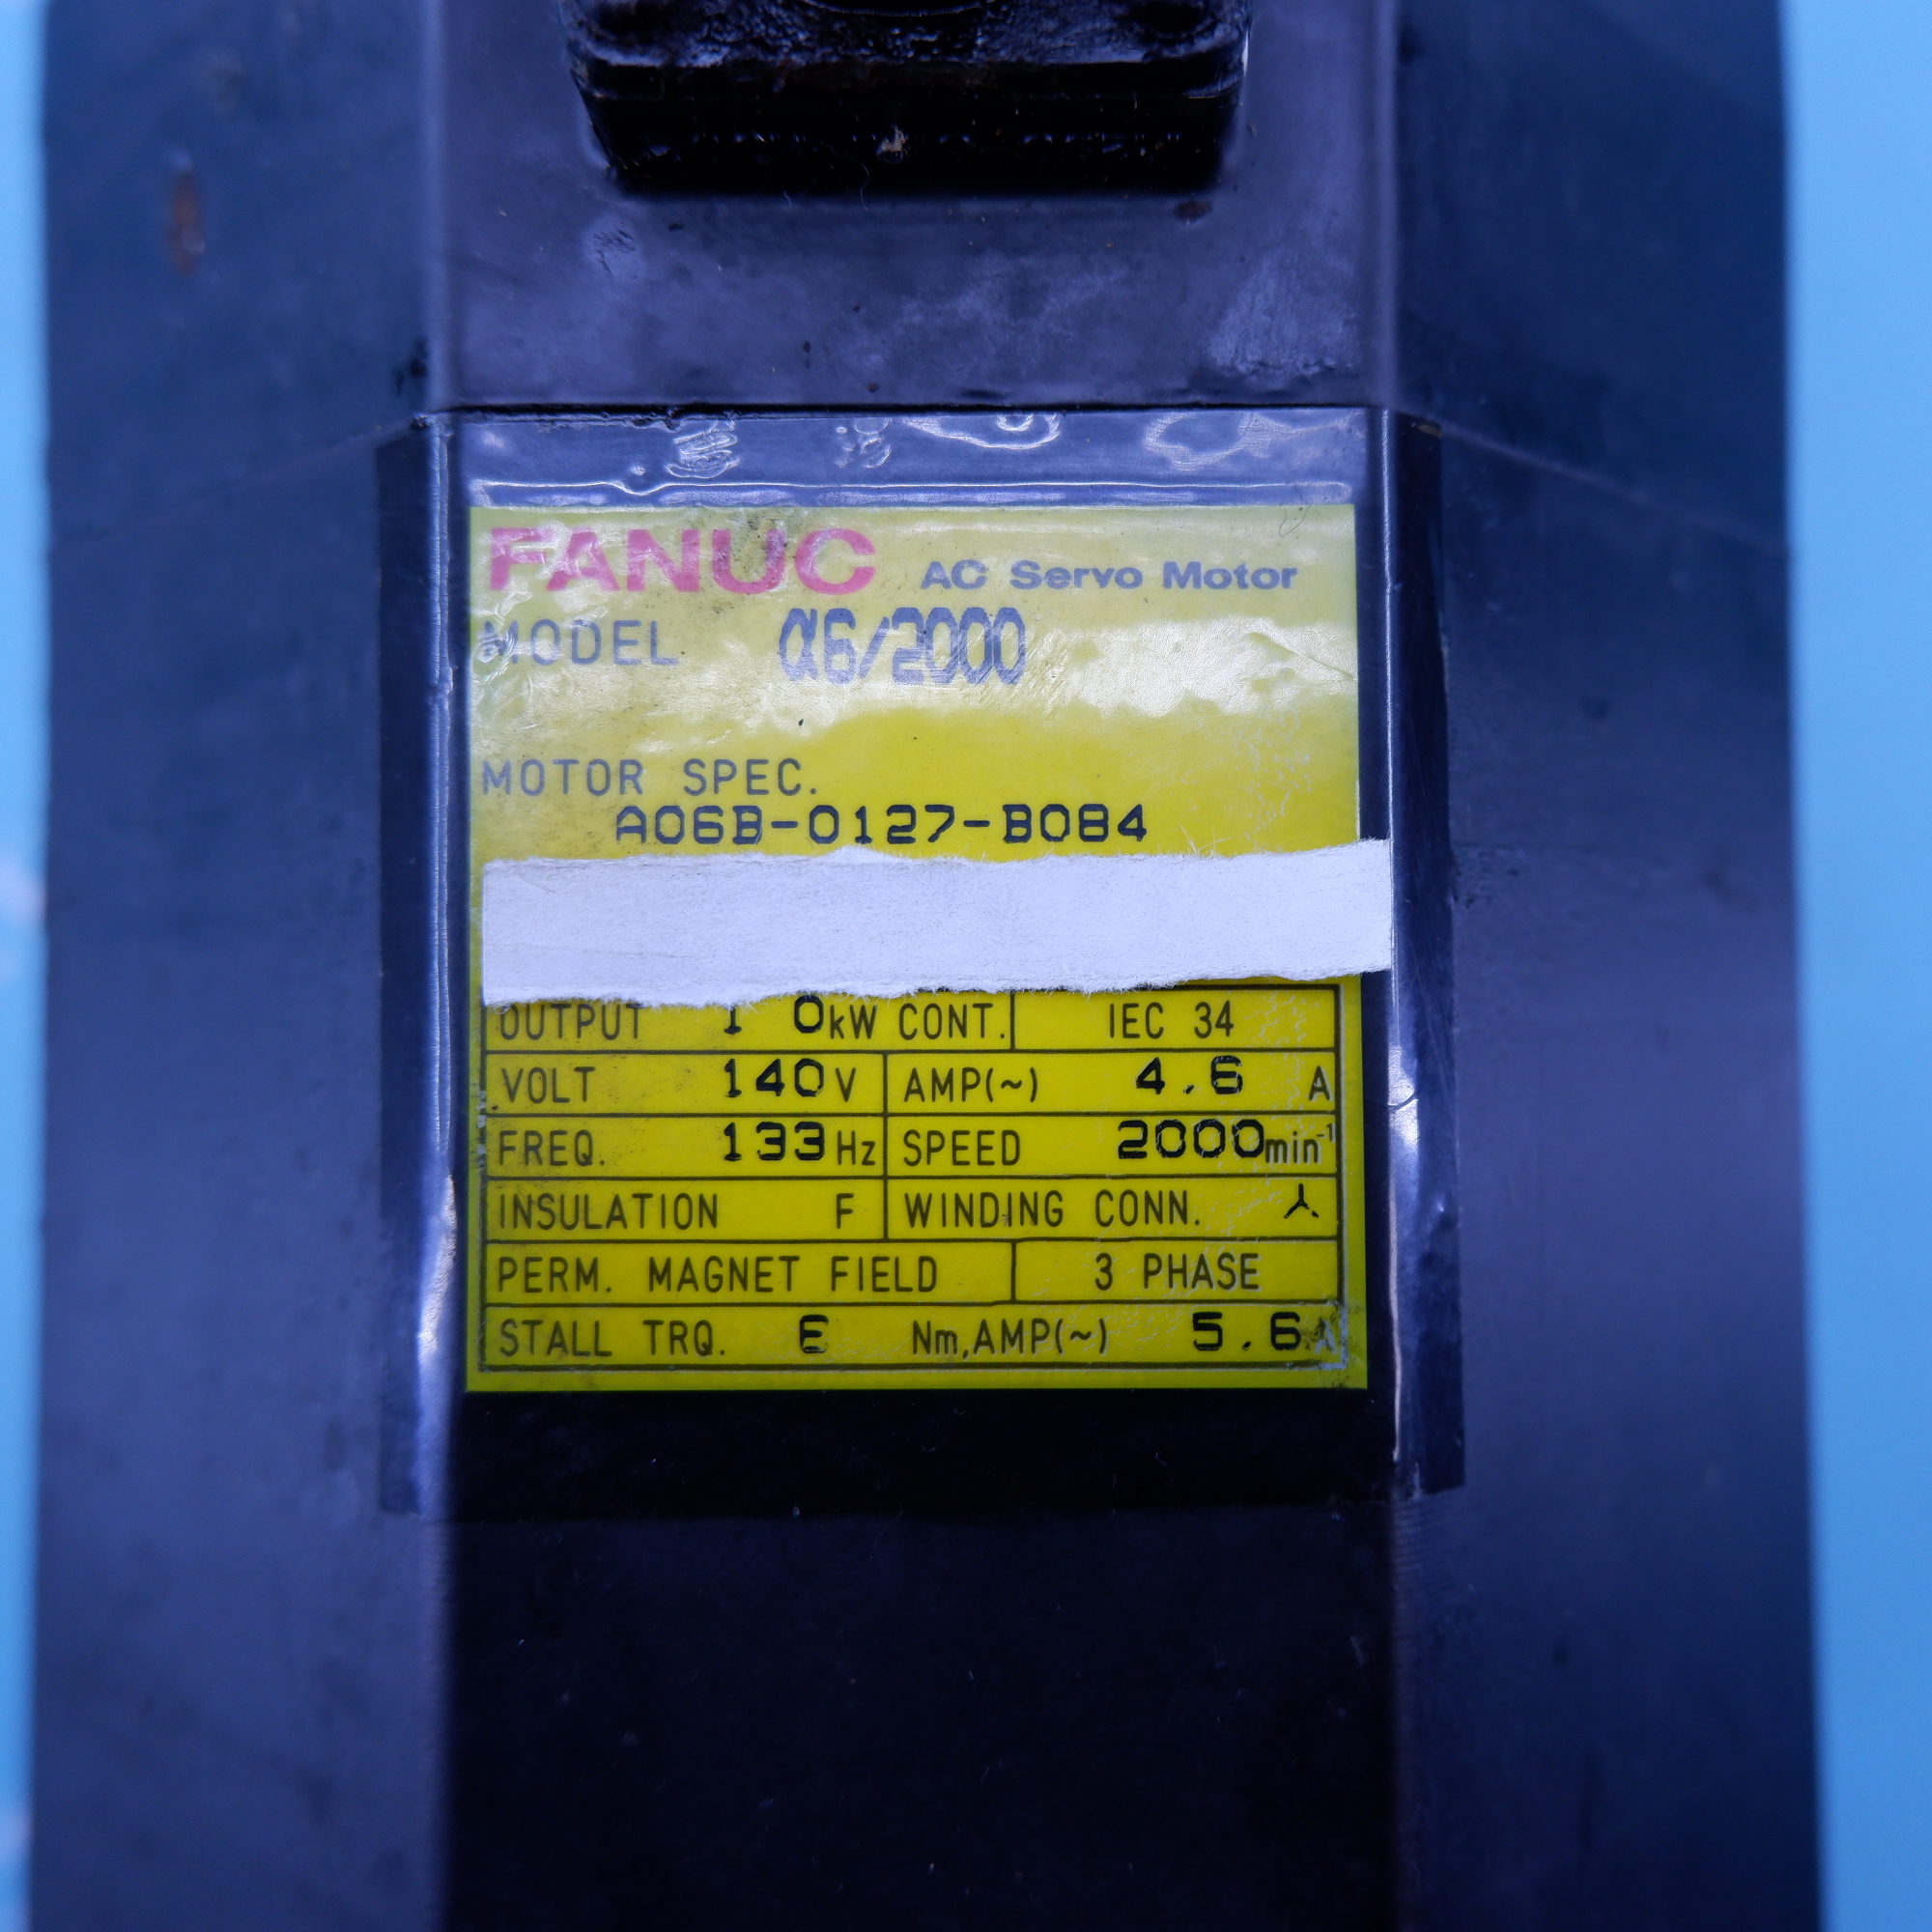 FANUC AC Servo Motor
MODEL α6/2000
MOTOR SPEC.
A06B-0127-B084
OUTPUT 1 0kW CONT. IEC 34
VOLT 140V AMP(~) 4.6 A
FREQ. 133Hz SPEED 2000min-1
INSULATION F WINDING CONN.
PERM. MAGNET FIELD 3 PHASE
STALL TRQ. Nm,AMP(~) 5.6A